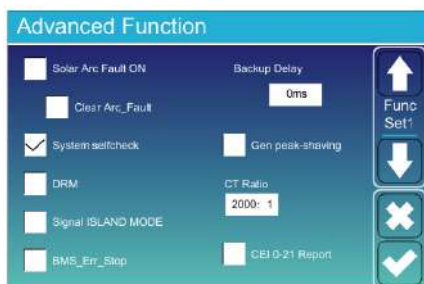 Advanced Function
Solar Arc Fault ON
Backup Delay
0ms
Clear Arc_Fault
Func
Set1
System selfcheck
Gen peak-shaving
DRM
CT Ratio
2000: 1
Signal ISLAND MODE
BMS_Err_Stop
CEI 0-21 Report